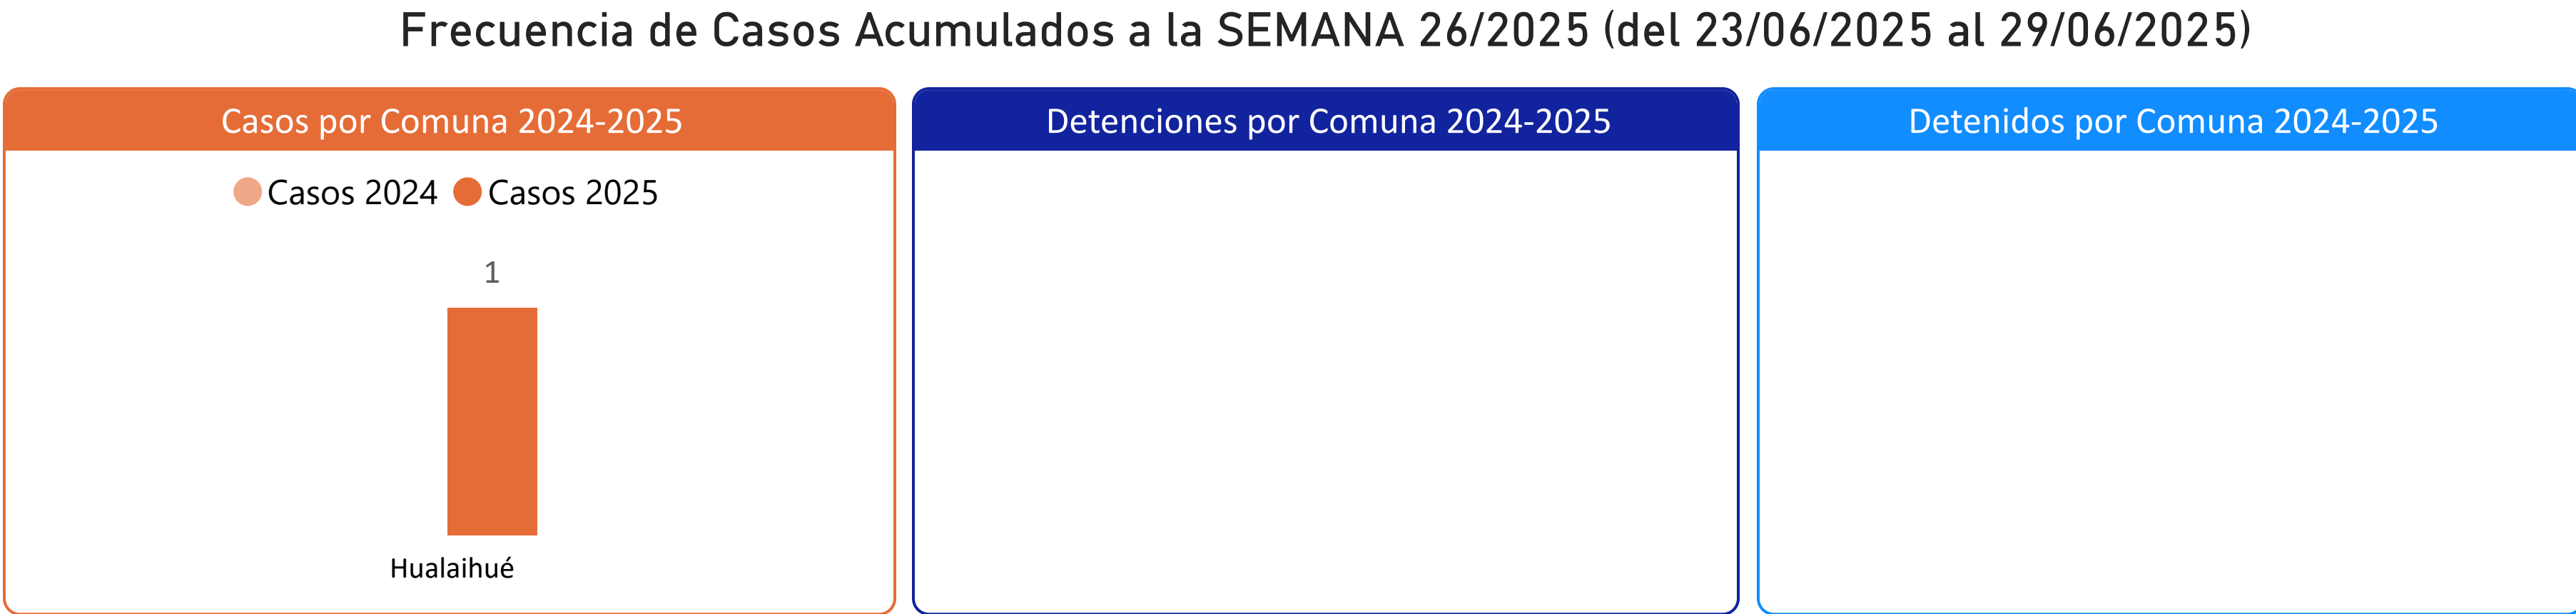 Frecuencia de Casos Acumulados a la SEMANA 26/2025 (del 23/06/2025 al 29/06/2025)
Casos por Comuna 2024-2025
Casos 2024 Casos 2025
1
Hualaihué
Detenciones por Comuna 2024-2025
Detenidos por Comuna 2024-2025